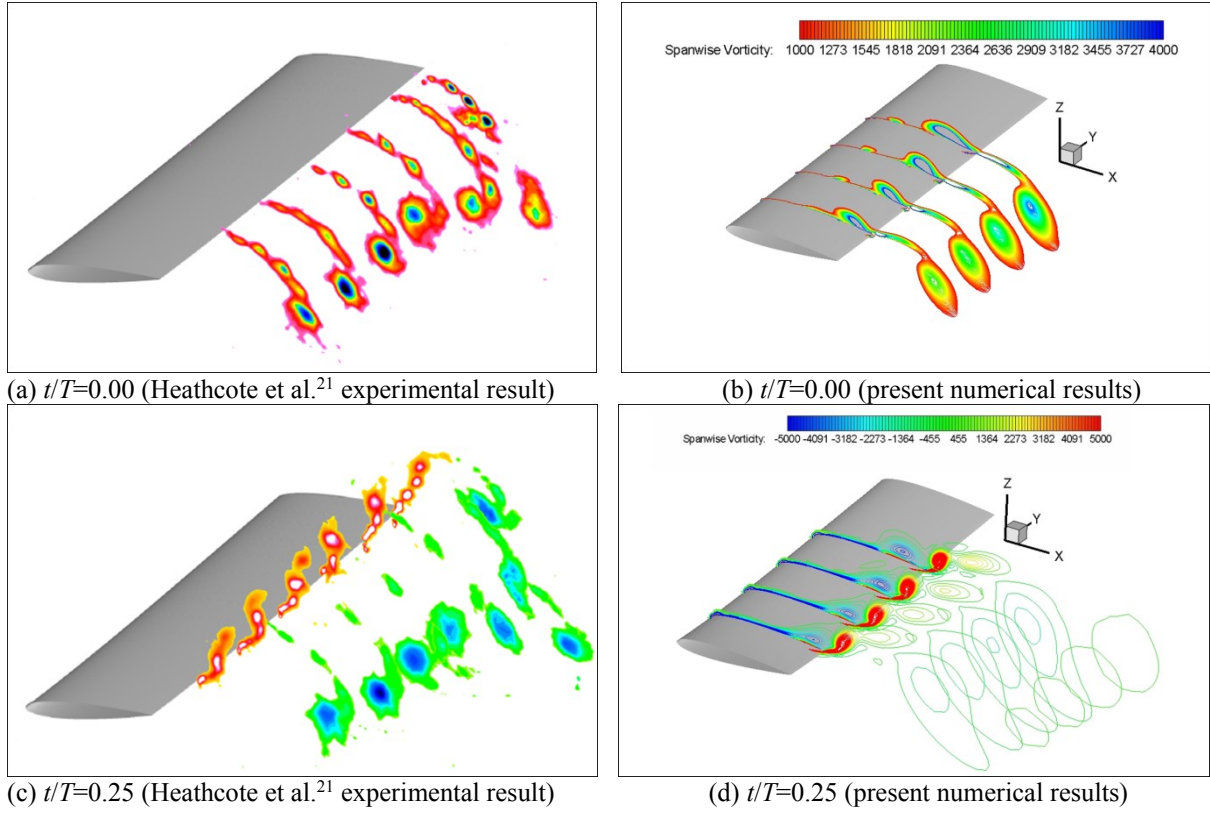 Spanwise Vorticity: 1000 1273 1545 1818 2091 2364 2636 2909 3182 3455 3727 4000
Z
Y
X
(a) t/T=0.00 (Heathcote et al.21 experimental result)
(b) t/T=0.00 (present numerical results)
Spanwise Vorticity: -5000 -4091 -3182 -2273 -1364 -455 455 1364 2273 3182 4091 5000
Z
Y
X
(c) t/T=0.25 (Heathcote et al.21 experimental result)
(d) t/T=0.25 (present numerical results)